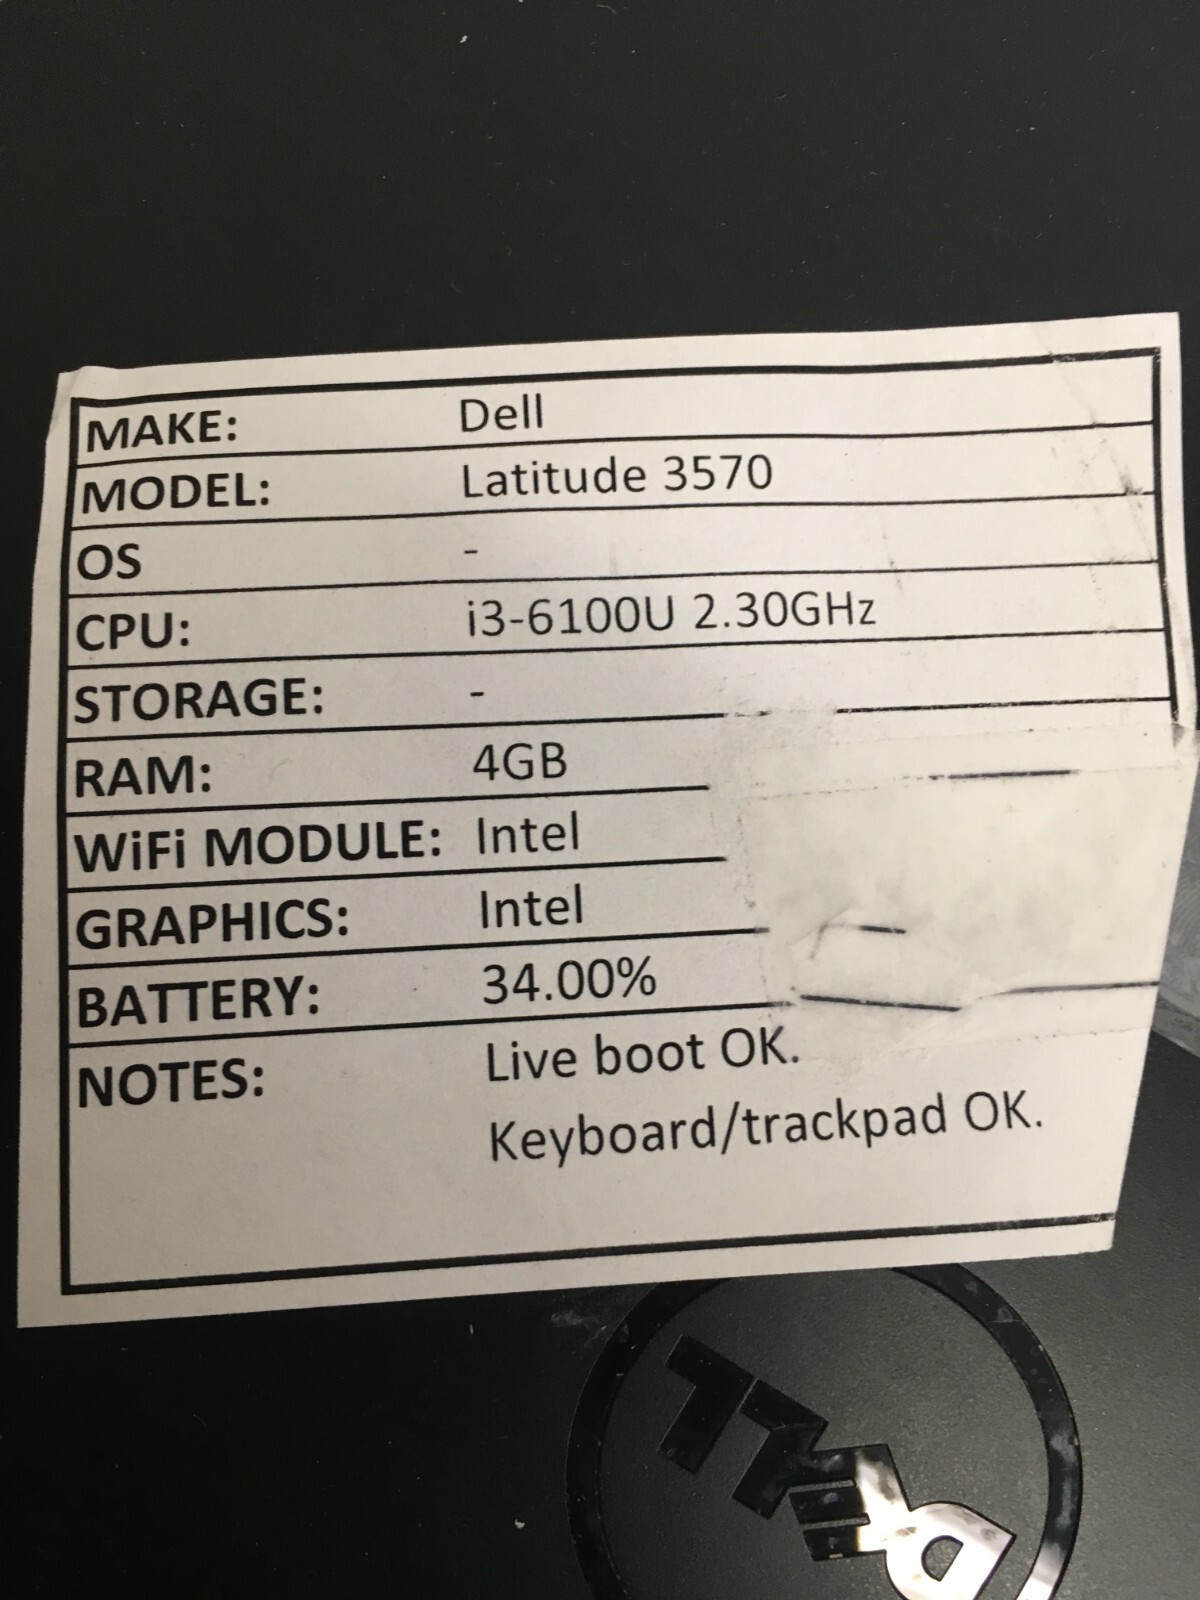 MAKE: Dell
MODEL: Latitude 3570
OS -
CPU: i3-6100U 2.30GHz
STORAGE: -
RAM: 4GB
WiFi MODULE: Intel
GRAPHICS: Intel
BATTERY: 34.00%
NOTES: Live boot OK.
Keyboard/trackpad OK.
DELL